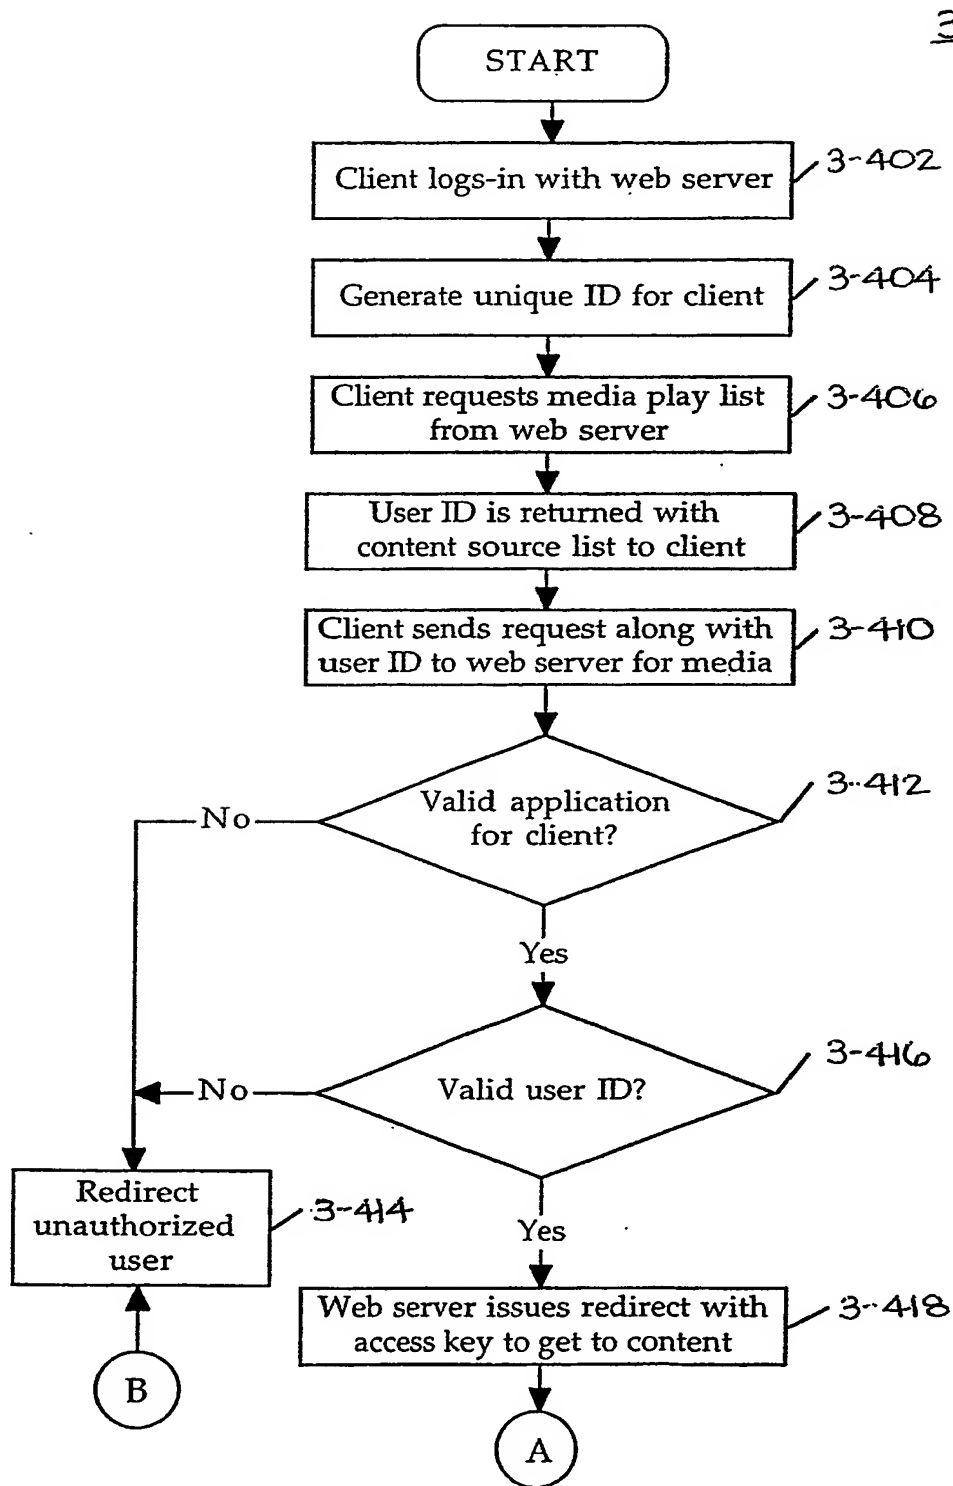 3
START
Client logs-in with web server
3-402
Generate unique ID for client
3-404
Client requests media play list
from web server
3-406
User ID is returned with
content source list to client
3-408
Client sends request along with
user ID to web server for media
3-410
Valid application
for client?
3-412
No
Yes
Valid user ID?
3-416
No
Redirect
unauthorized
user
3-414
Yes
Web server issues redirect with
access key to get to content
3-418
B
A